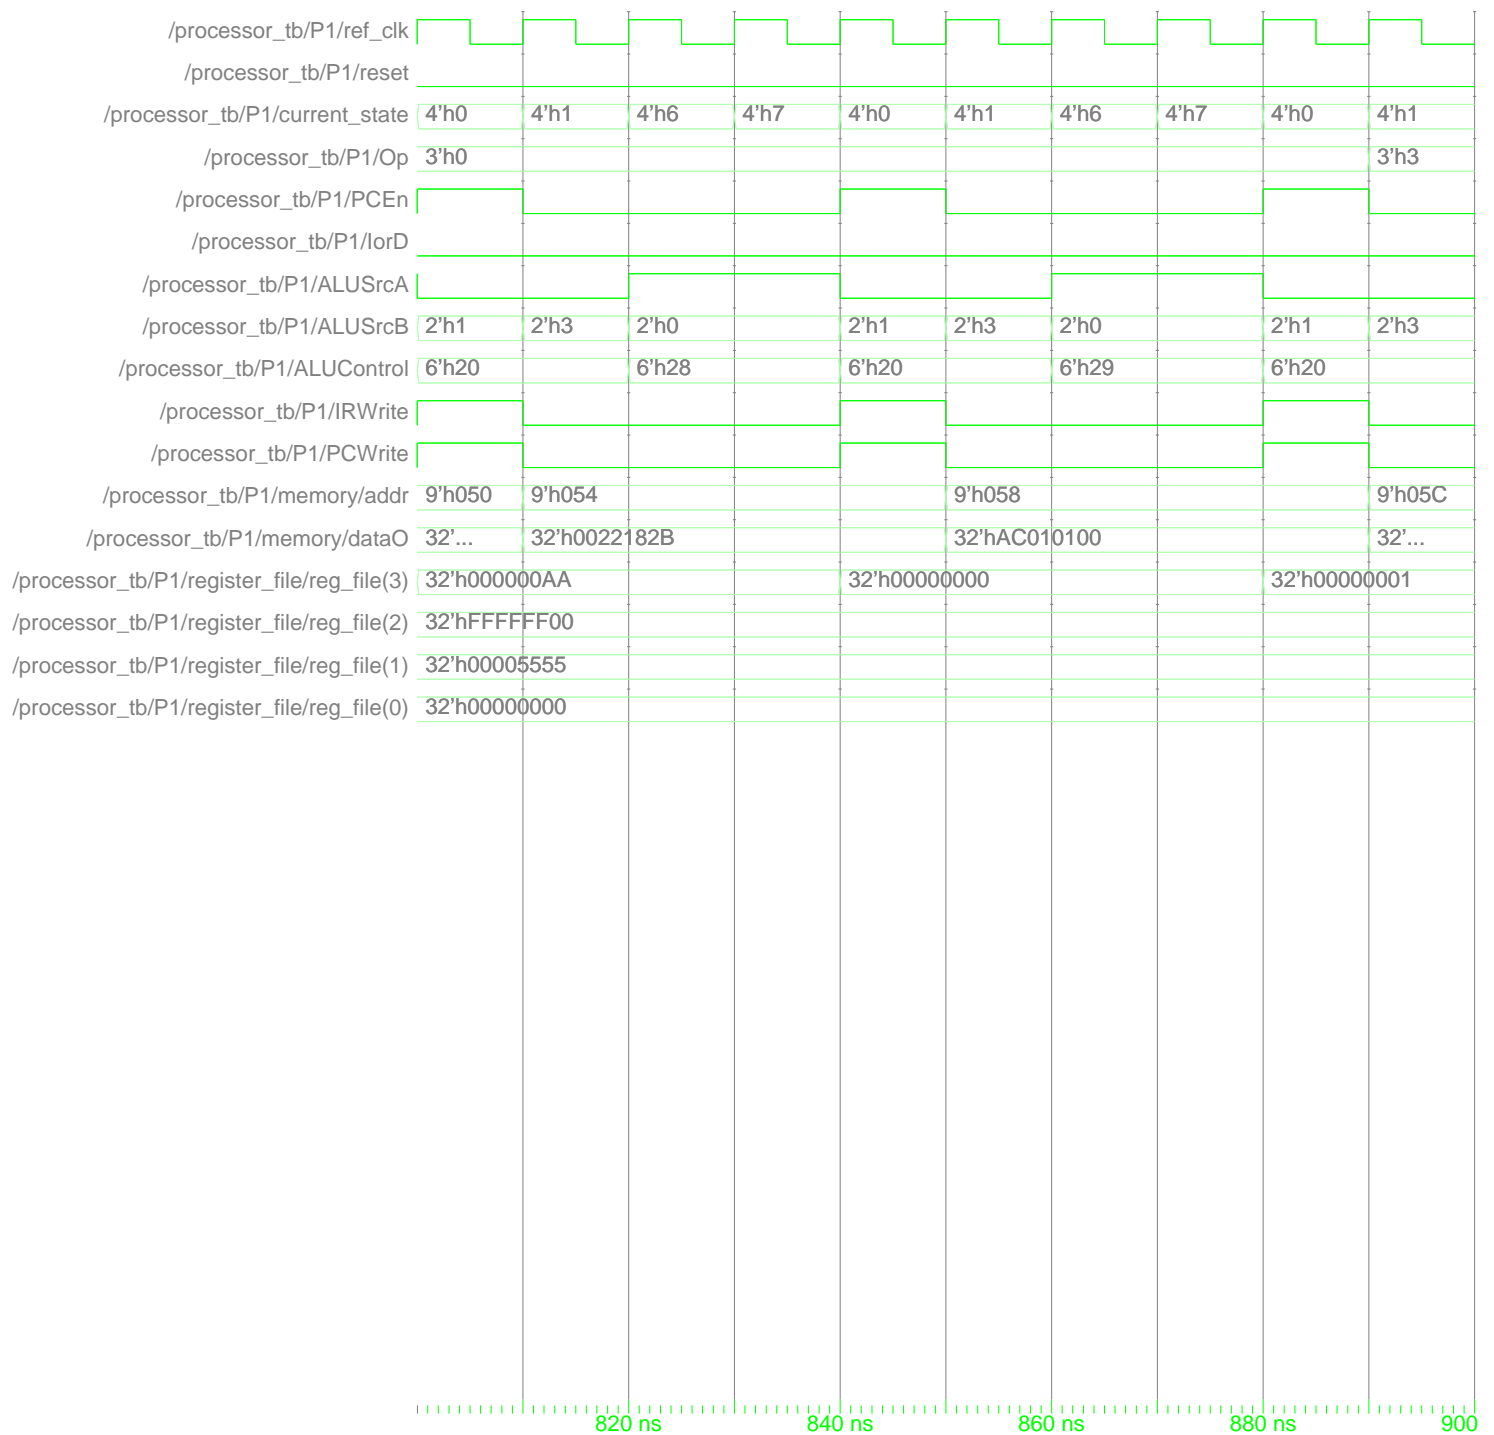 /processor_tb/P1/ref_clk
/processor_tb/P1/reset
/processor_tb/P1/current_state 4'h0 4'h1 4'h6 4'h7 4'h0 4'h1 4'h6 4'h7 4'h0 4'h1
/processor_tb/P1/Op 3'h0 3'h3
/processor_tb/P1/PCEn
/processor_tb/P1/IorD
/processor_tb/P1/ALUSrcA
/processor_tb/P1/ALUSrcB 2'h1 2'h3 2'h0 2'h1 2'h3 2'h0 2'h1 2'h3
/processor_tb/P1/ALUControl 6'h20 6'h28 6'h20 6'h29 6'h20
/processor_tb/P1/IRWrite
/processor_tb/P1/PCWrite
/processor_tb/P1/memory/addr 9'h050 9'h054 9'h058 9'h05C
/processor_tb/P1/memory/dataO 32'... 32'h0022182B 32'hAC010100 32'...
/processor_tb/P1/register_file/reg_file(3) 32'h000000AA 32'h00000000 32'h00000001
/processor_tb/P1/register_file/reg_file(2) 32'hFFFFFF00
/processor_tb/P1/register_file/reg_file(1) 32'h00005555
/processor_tb/P1/register_file/reg_file(0) 32'h00000000
820 ns 840 ns 860 ns 880 ns 900